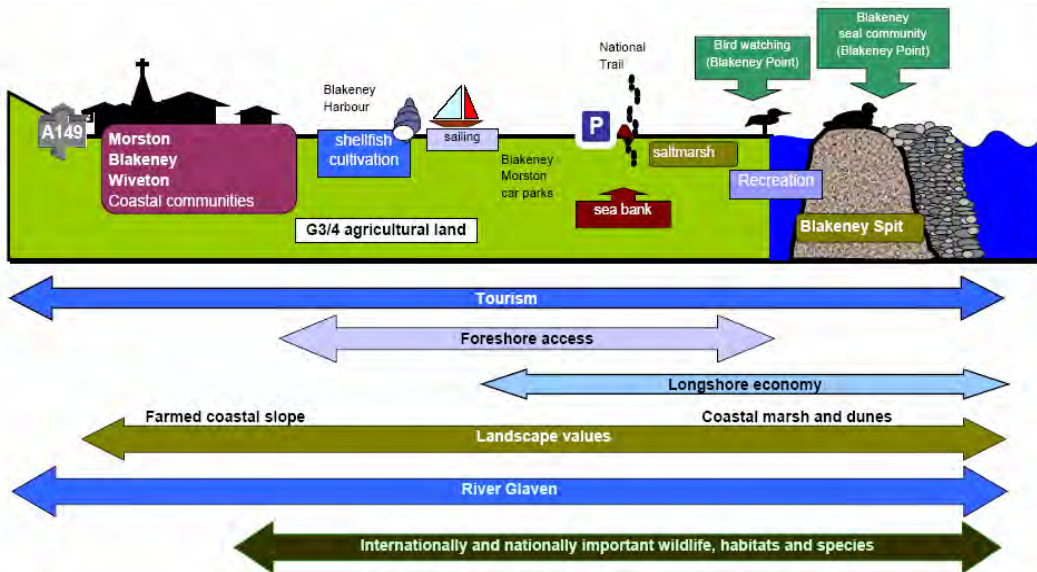 Blakeney
seal community
(Blakeney Point)
Bird watching
(Blakeney Point)
National
Trail
Blakeney
Harbour
A149
Morston
Blakeney
Wiveton
Coastal communities
shellfish
cultivation
sailing
Blakeney
Morston
car parks
P
saltmarsh
sea bank
Recreation
Blakeney Spit
G3/4 agricultural land
Tourism
Foreshore access
Longshore economy
Farmed coastal slope
Coastal marsh and dunes
Landscape values
River Glaven
Internationally and nationally important wildlife, habitats and species